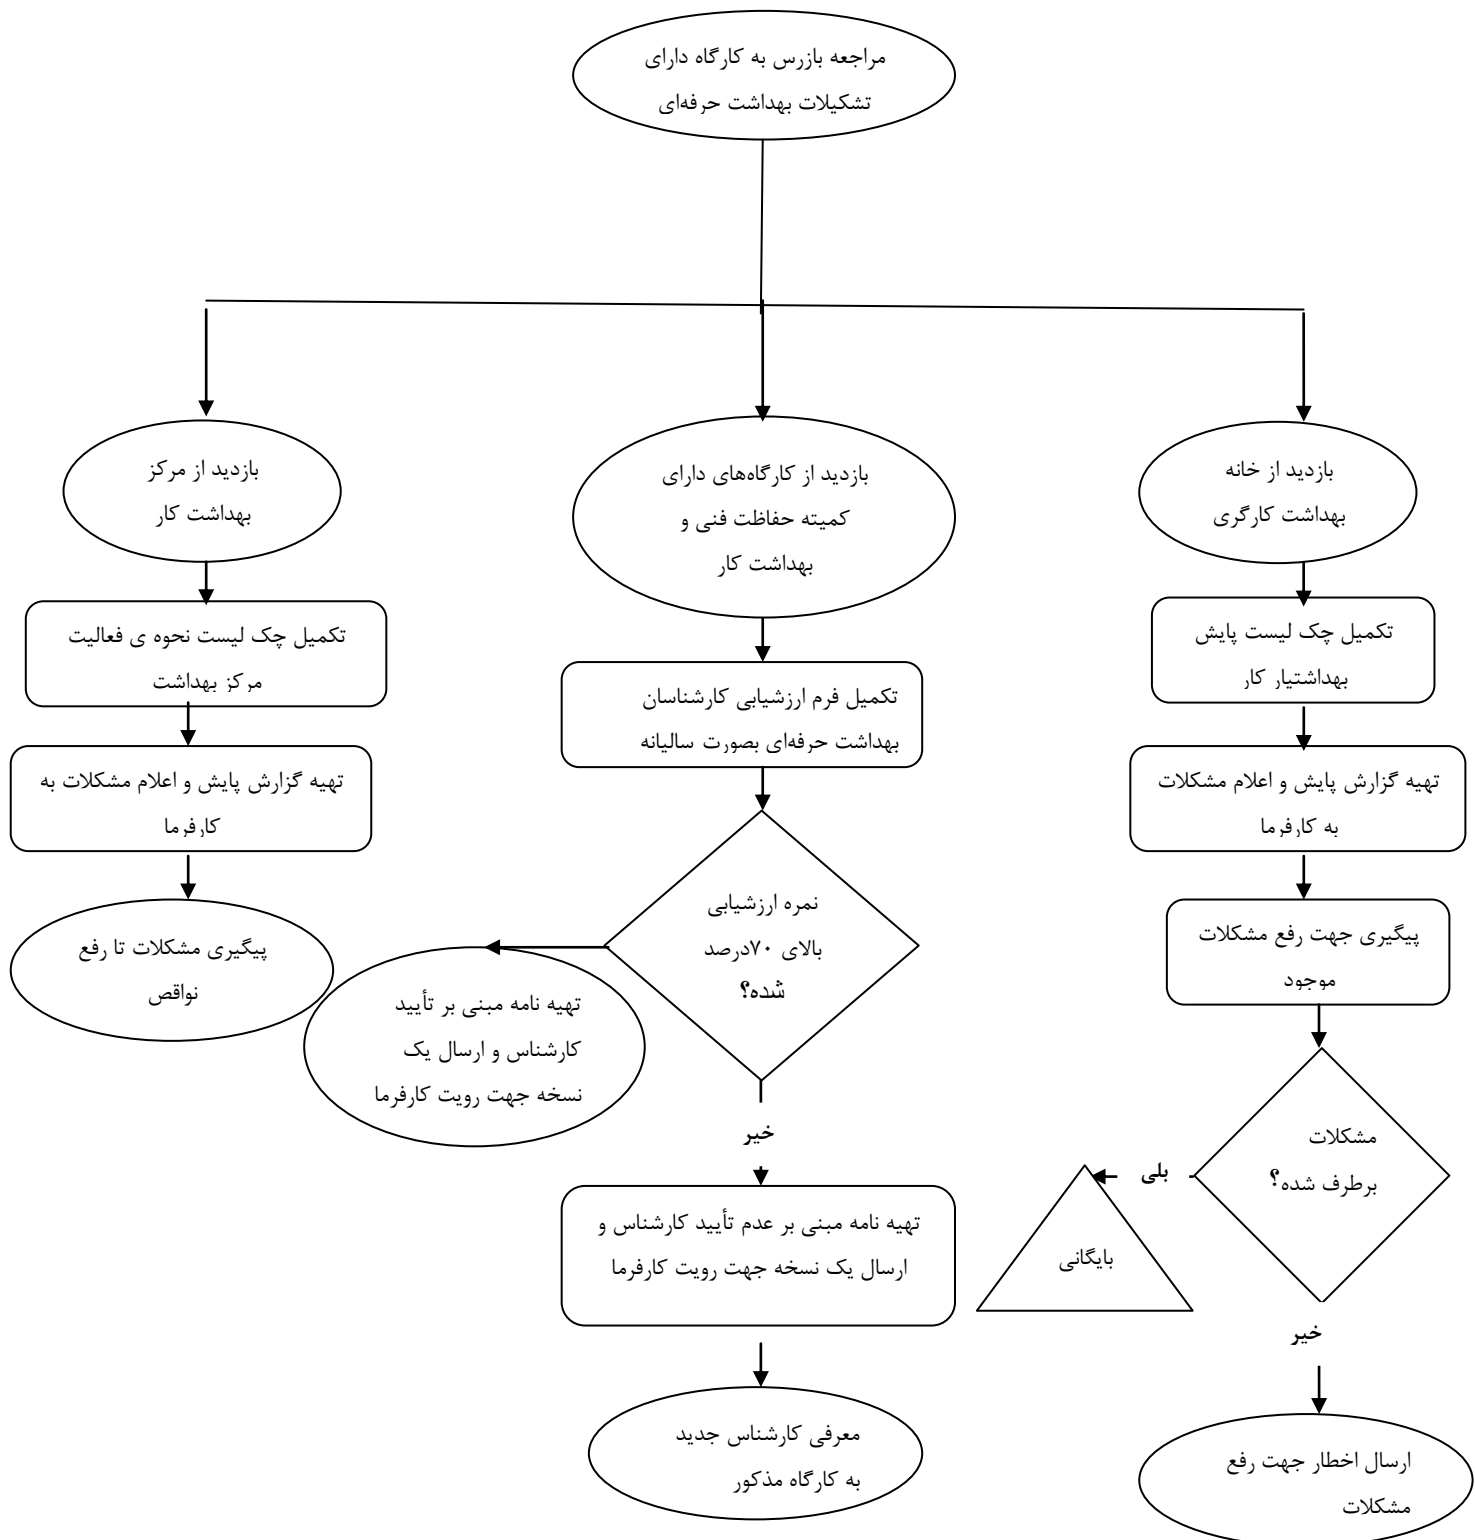 مراجعه بازرس به کارگاه دارای
تشکیلات بهداشت حرفه‌ای
بازدید از خانه
بهداشت کارگری
تکمیل چک لیست پایش
بهداشتیار کار
تهیه گزارش پایش و اعلام مشکلات
به کارفرما
پیگیری جهت رفع مشکلات
موجود
مشکلات
برطرف شده؟
بلی
بایگانی
خیر
ارسال اخطار جهت رفع
مشکلات
بازدید از کارگاه‌های دارای
کمیته حفاظت فنی و
بهداشت کار
تکمیل فرم ارزشیابی کارشناسان
بهداشت حرفه‌ای بصورت سالیانه
نمره ارزشیابی
بالای ۷۰درصد
شده؟
تهیه نامه مبنی بر تأیید
کارشناس و ارسال یک
نسخه جهت رویت کارفرما
خیر
تهیه نامه مبنی بر عدم تأیید کارشناس و
ارسال یک نسخه جهت رویت کارفرما
معرفی کارشناس جدید
به کارگاه مذکور
بازدید از مرکز
بهداشت کار
تکمیل چک لیست نحوه ی فعالیت
مرکز بهداشت
تهیه گزارش پایش و اعلام مشکلات به
کارفرما
پیگیری مشکلات تا رفع
نواقص